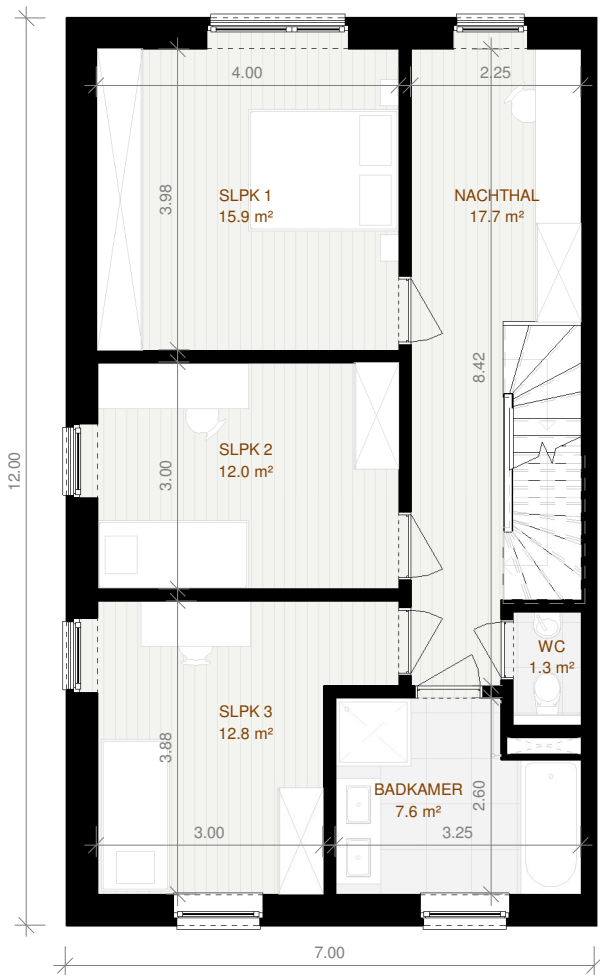 4.00
2.25
3.98
SLPK 1
15.9 m²
NACHTHAL
17.7 m²
8.42
12.00
3.00
SLPK 2
12.0 m²
WC
1.3 m²
SLPK 3
12.8 m²
3.88
BADKAMER
7.6 m²
2.60
3.00
3.25
7.00